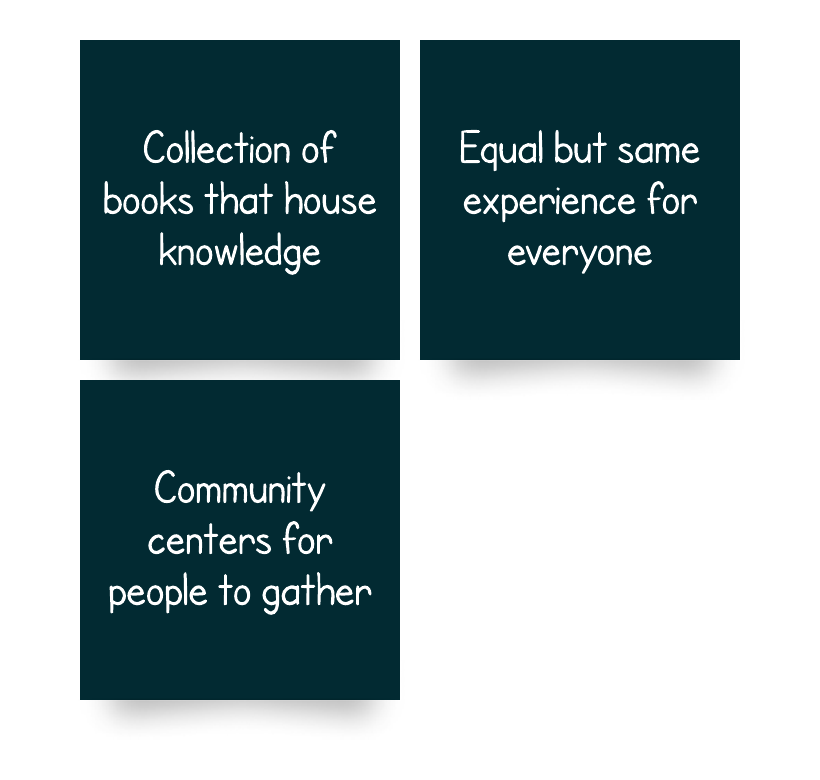 Collection of
books that house
knowledge
Equal but same
experience for
everyone
Community
centers for
people to gather